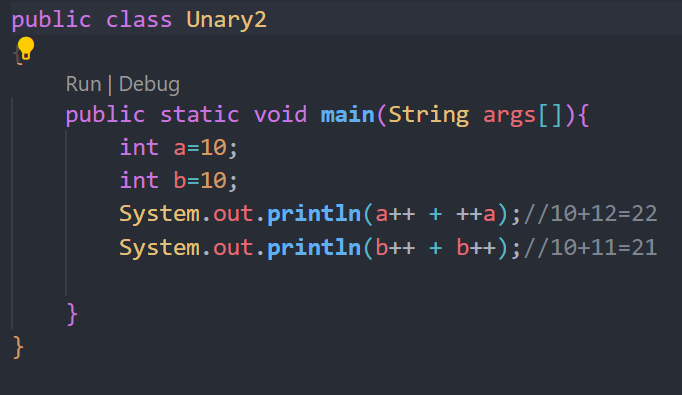 public class Unary2
{
Run | Debug
public static void main(String args[]){
int a=10;
int b=10;
System.out.println(a++ + ++a);//10+12=22
System.out.println(b++ + b++);//10+11=21
}
}